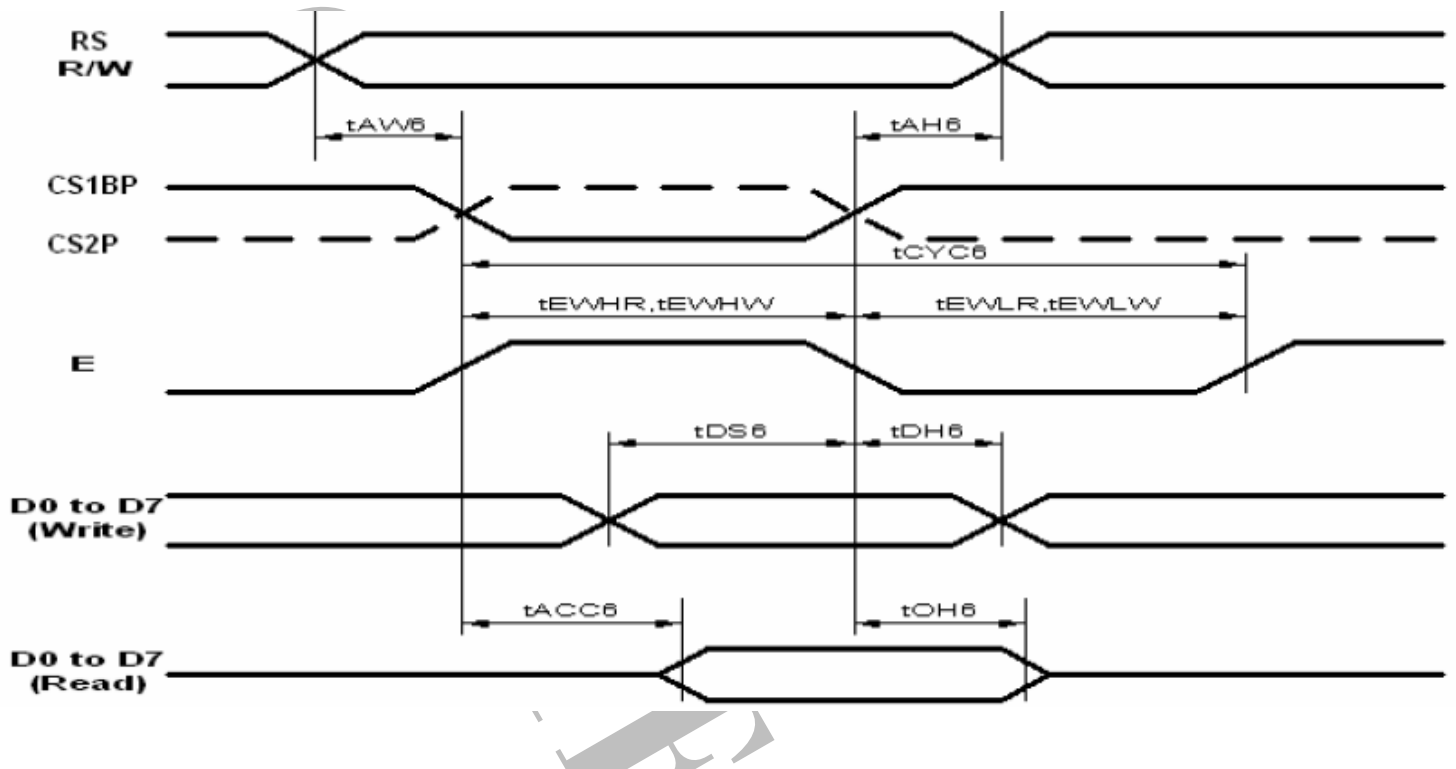 RS
R/W
tAW6
tAH6
CS1BP
CS2P
tCYC6
tEWHR,tEWHW
tEWLR,tEWLW
E
tDS6
tDH6
D0 to D7
(Write)
tACC6
tOH6
D0 to D7
(Read)